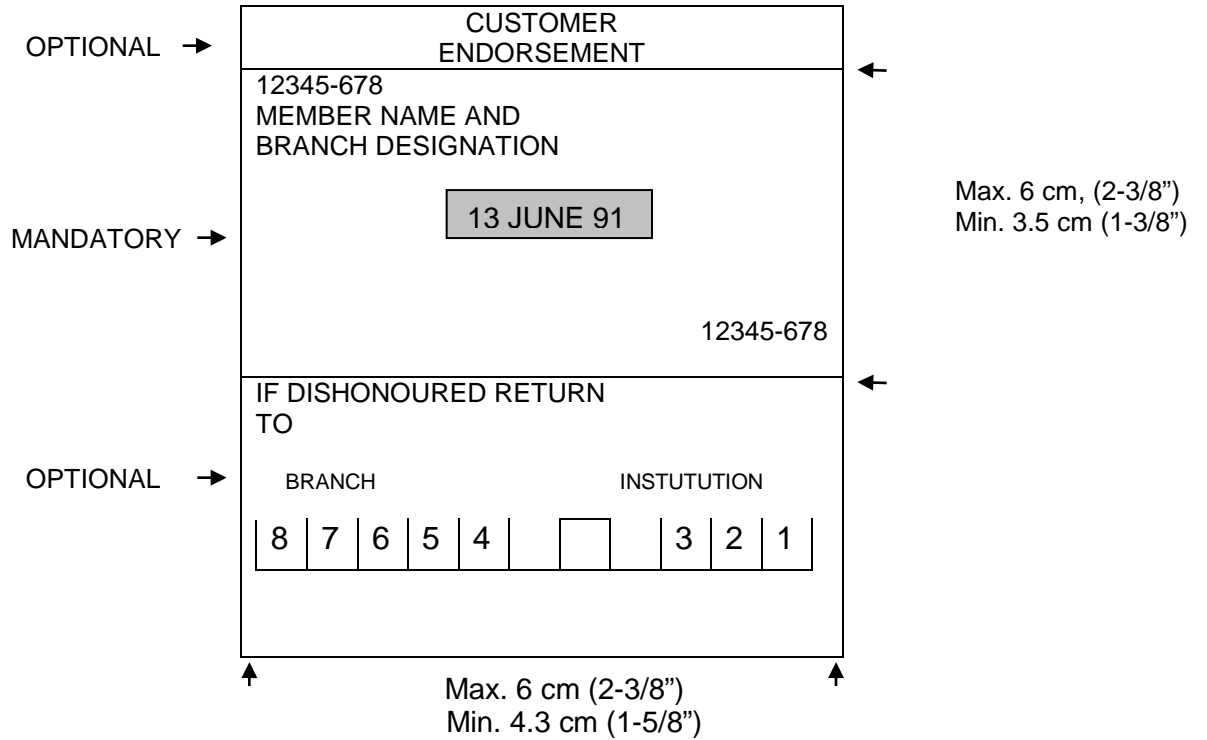 CUSTOMER
ENDORSEMENT
OPTIONAL
12345-678
MEMBER NAME AND
BRANCH DESIGNATION
13 JUNE 91
MANDATORY
Max. 6 cm, (2-3/8”)
Min. 3.5 cm (1-3/8”)
12345-678
IF DISHONOURED RETURN
TO
OPTIONAL
BRANCH INSTUTUTION
8 7 6 5 4 3 2 1
Max. 6 cm (2-3/8”)
Min. 4.3 cm (1-5/8”)